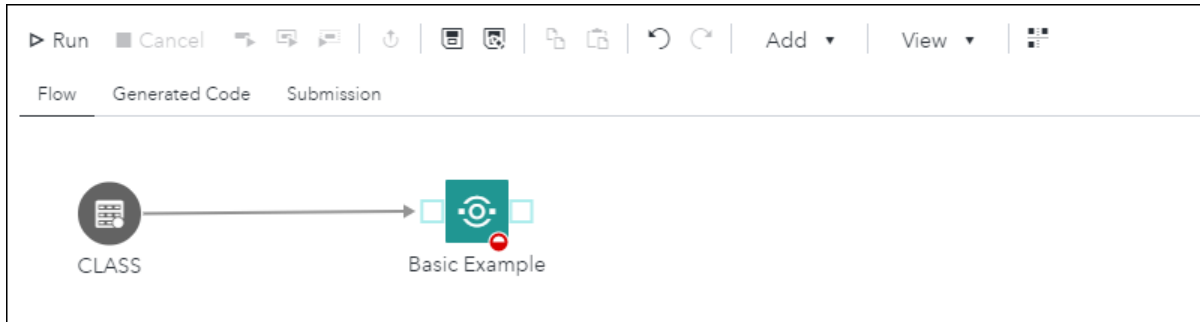 Run Cancel Add View
Flow Generated Code Submission
CLASS
Basic Example